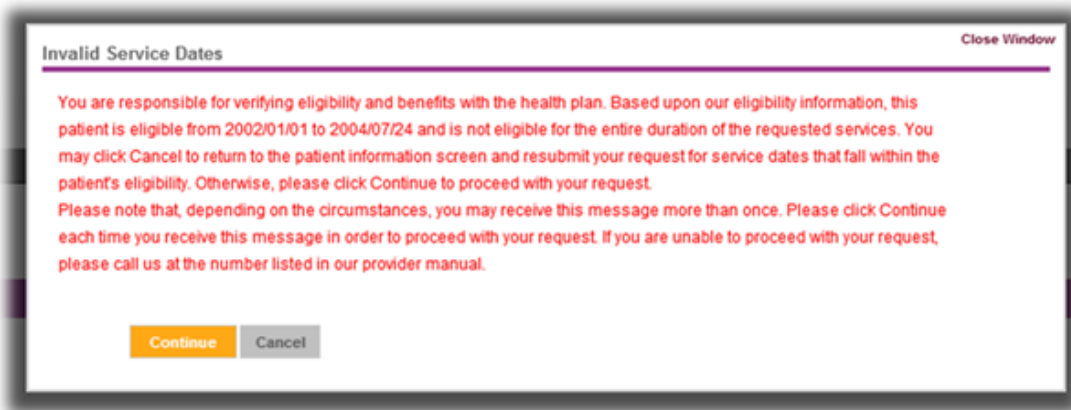 Close Window
Invalid Service Dates
You are responsible for verifying eligibility and benefits with the health plan. Based upon our eligibility information, this
patient is eligible from 2002/01/01 to 2004/07/24 and is not eligible for the entire duration of the requested services. You
may click Cancel to return to the patient information screen and resubmit your request for service dates that fall within the
patient's eligibility. Otherwise, please click Continue to proceed with your request.
Please note that, depending on the circumstances, you may receive this message more than once. Please click Continue
each time you receive this message in order to proceed with your request. If you are unable to proceed with your request,
please call us at the number listed in our provider manual.
Continue Cancel